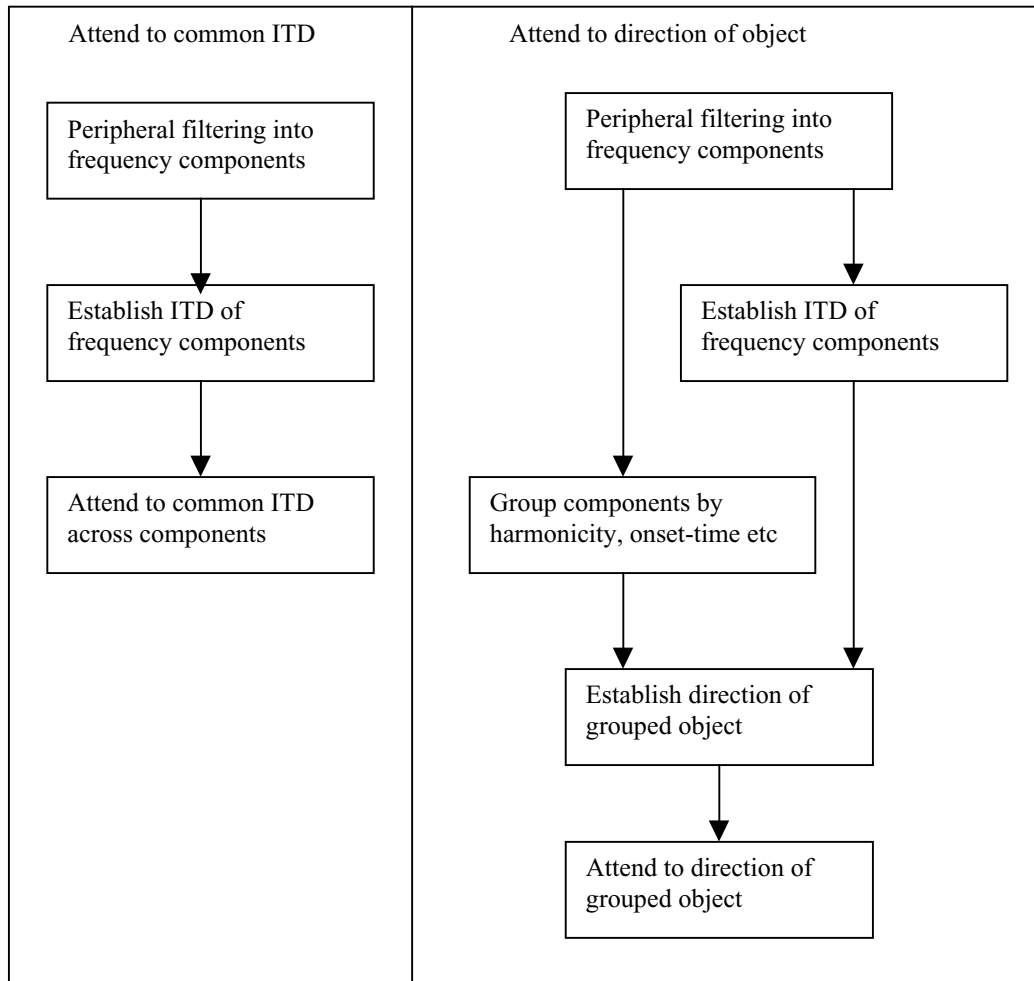 Attend to common ITD
Peripheral filtering into
frequency components
Establish ITD of
frequency components
Attend to common ITD
across components
Attend to direction of object
Peripheral filtering into
frequency components
Establish ITD of
frequency components
Group components by
harmonicity, onset-time etc
Establish direction of
grouped object
Attend to direction of
grouped object